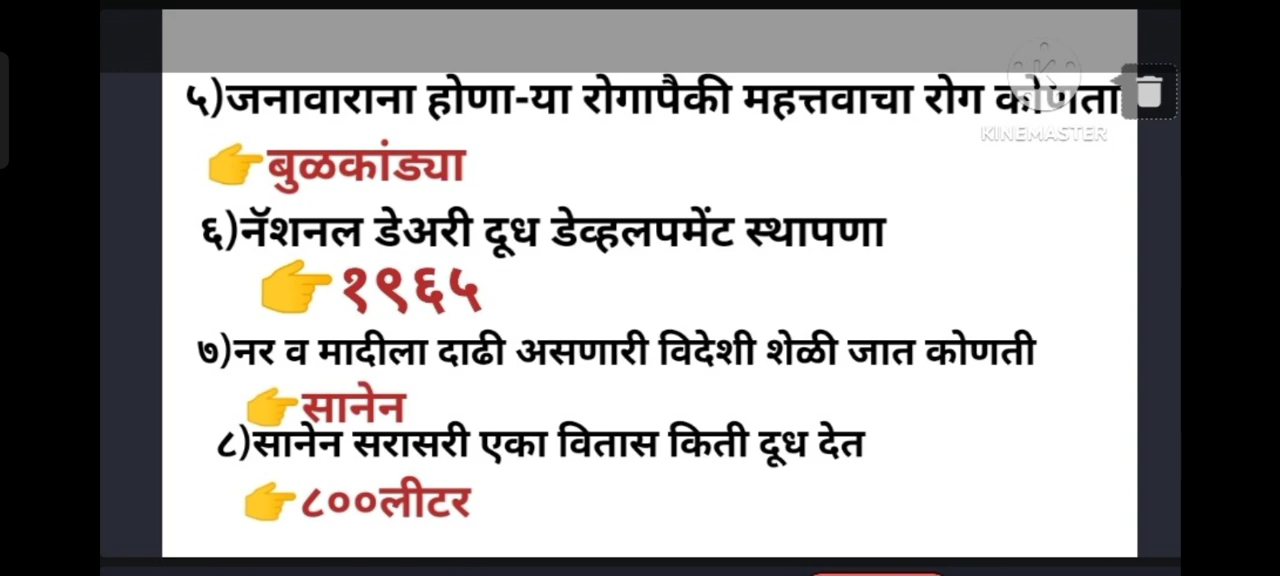 ५)जनावाराना होणा-या रोगापैकी महत्तवाचा रोग कोणता
KINEMASTER
👉बुळकांड्या
६)नॅशनल डेअरी दूध डेव्हलपमेंट स्थापणा
👉१९६५
७)नर व मादीला दाढी असणारी विदेशी शेळी जात कोणती
👉सानेन
८)सानेन सरासरी एका वितास किती दूध देत
👉८००लीटर